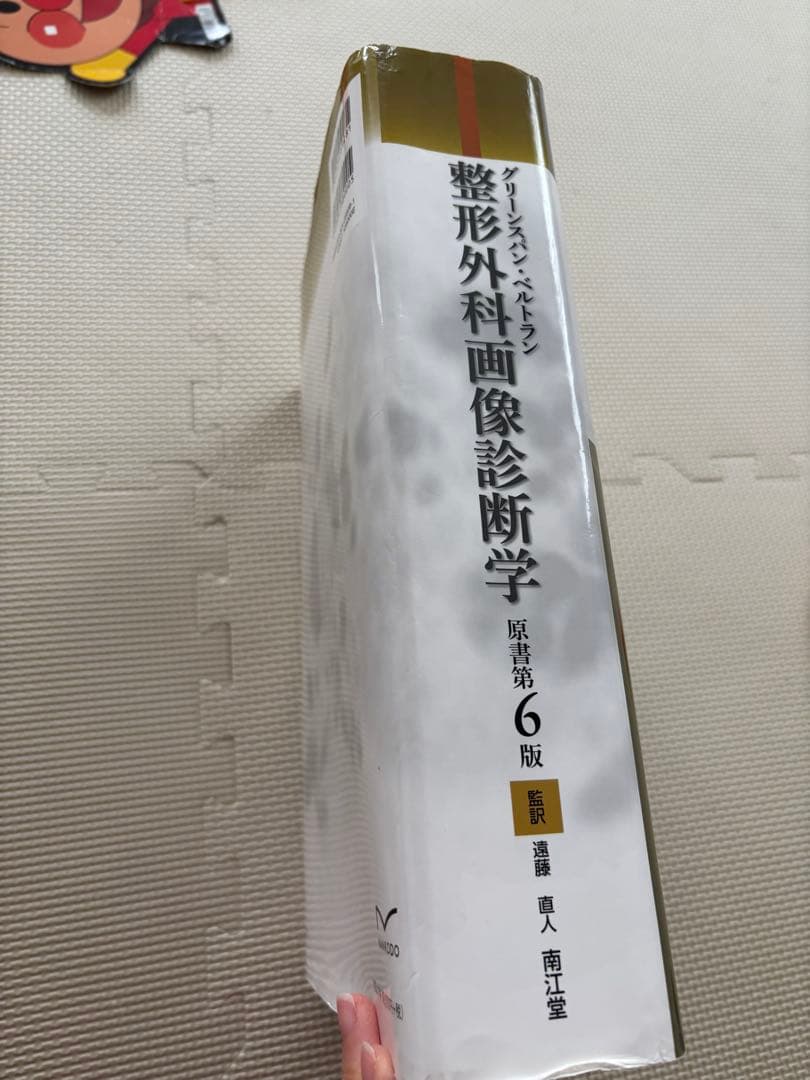 グリーンスパン・ベルトラン
整形外科画像診断学
原書第6版
監訳
遠藤 直人
南江堂